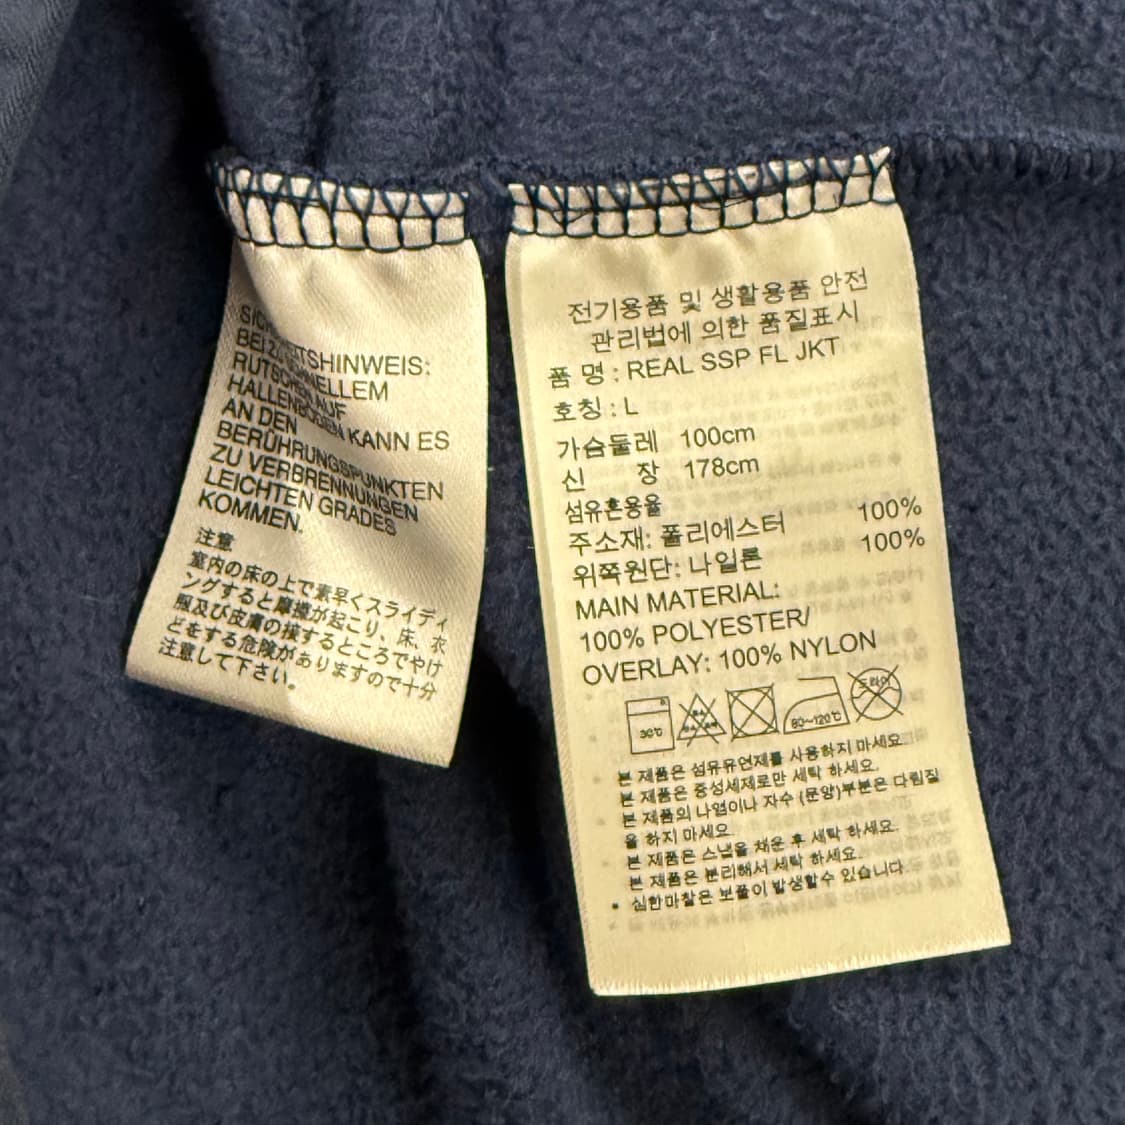 BERÜHRUNGSPUNKTEN
ZU VERBRENNUNGEN
LEICHTEN GRADES
KOMMEN.
注意
室内の床の上で素早くスライディ
ングすると摩擦が起こり、床、衣
服及び皮膚の接するところでやけ
どをする危険がありますので十分
注意して下さい。
전기용품 및 생활용품 안전
관리법에 의한 품질표시
품 명 : REAL SSP FL JKT
호칭 : L
가슴둘레 100cm
신 장 178cm
섬유혼용율
주소재: 폴리에스터 100%
위쪽원단: 나일론 100%
MAIN MATERIAL:
100% POLYESTER/
OVERLAY: 100% NYLON
30℃ 80~120℃ 드라이
본 제품은 섬유유연제를 사용하지 마세요.
본 제품은 중성세제로만 세탁 하세요.
본 제품의 나염이나 자수 (문양)부분은 다림질
을 하지 마세요.
본 제품은 스냅을 채운 후 세탁 하세요.
본 제품은 분리해서 세탁 하세요.
• 심한마찰은 보풀이 발생할수 있습니다.